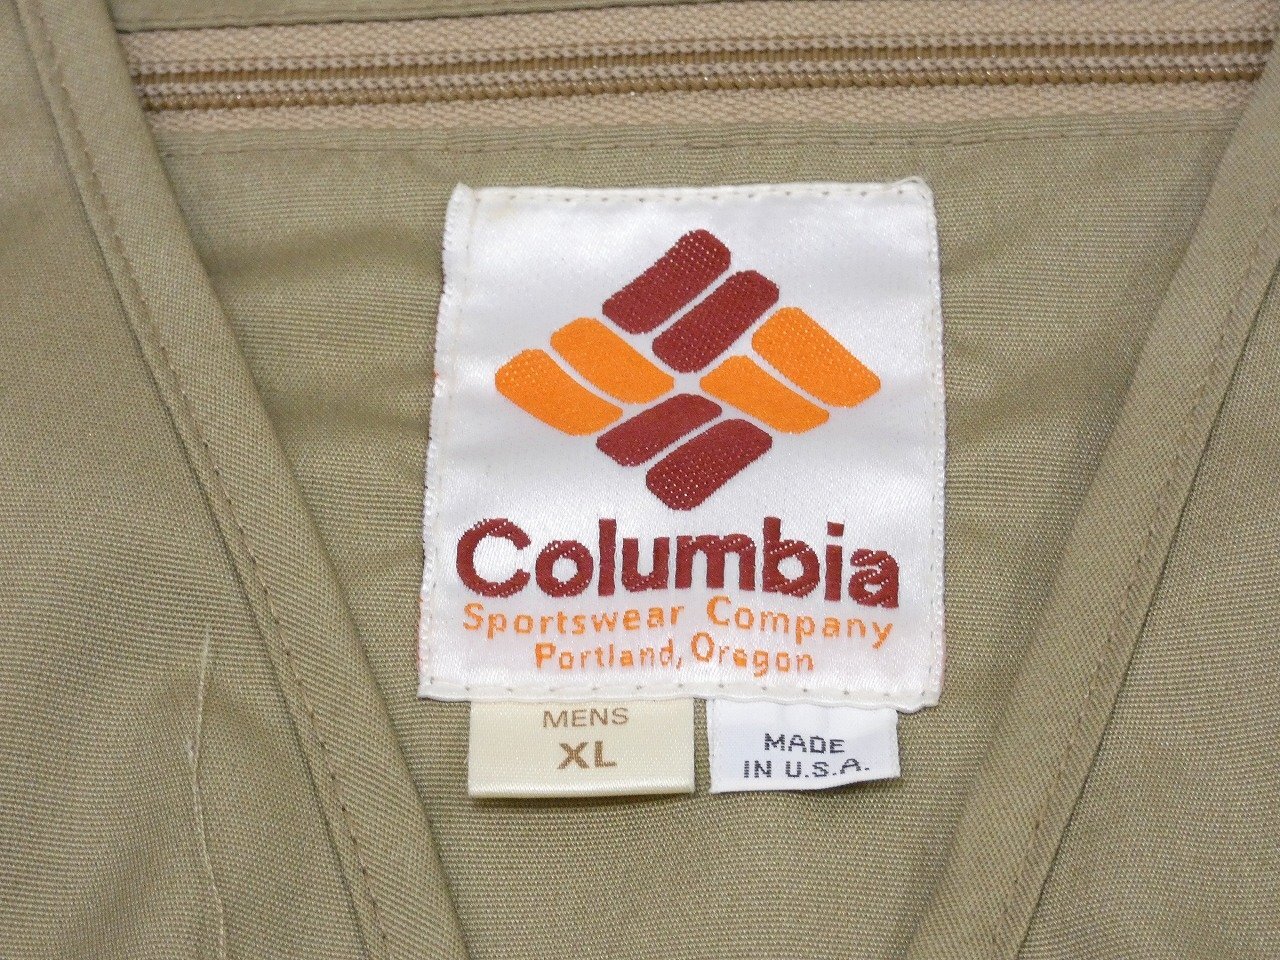 Columbia
Sportswear Company
Portland, Oregon
MENS
XL
MADE
IN U.S.A.